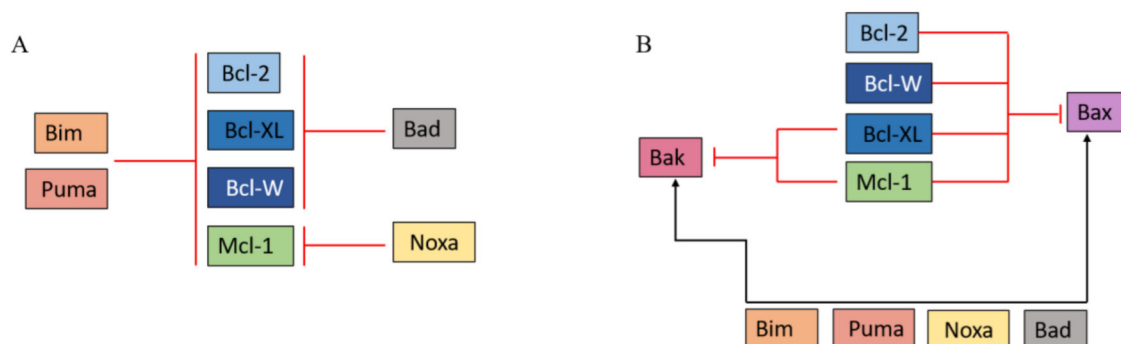 A
Bim
Puma
Bcl-2
Bcl-XL
Bcl-W
Mcl-1
Bad
Noxa
B
Bcl-2
Bcl-W
Bcl-XL
Mcl-1
Bak
Bax
Bim Puma Noxa Bad